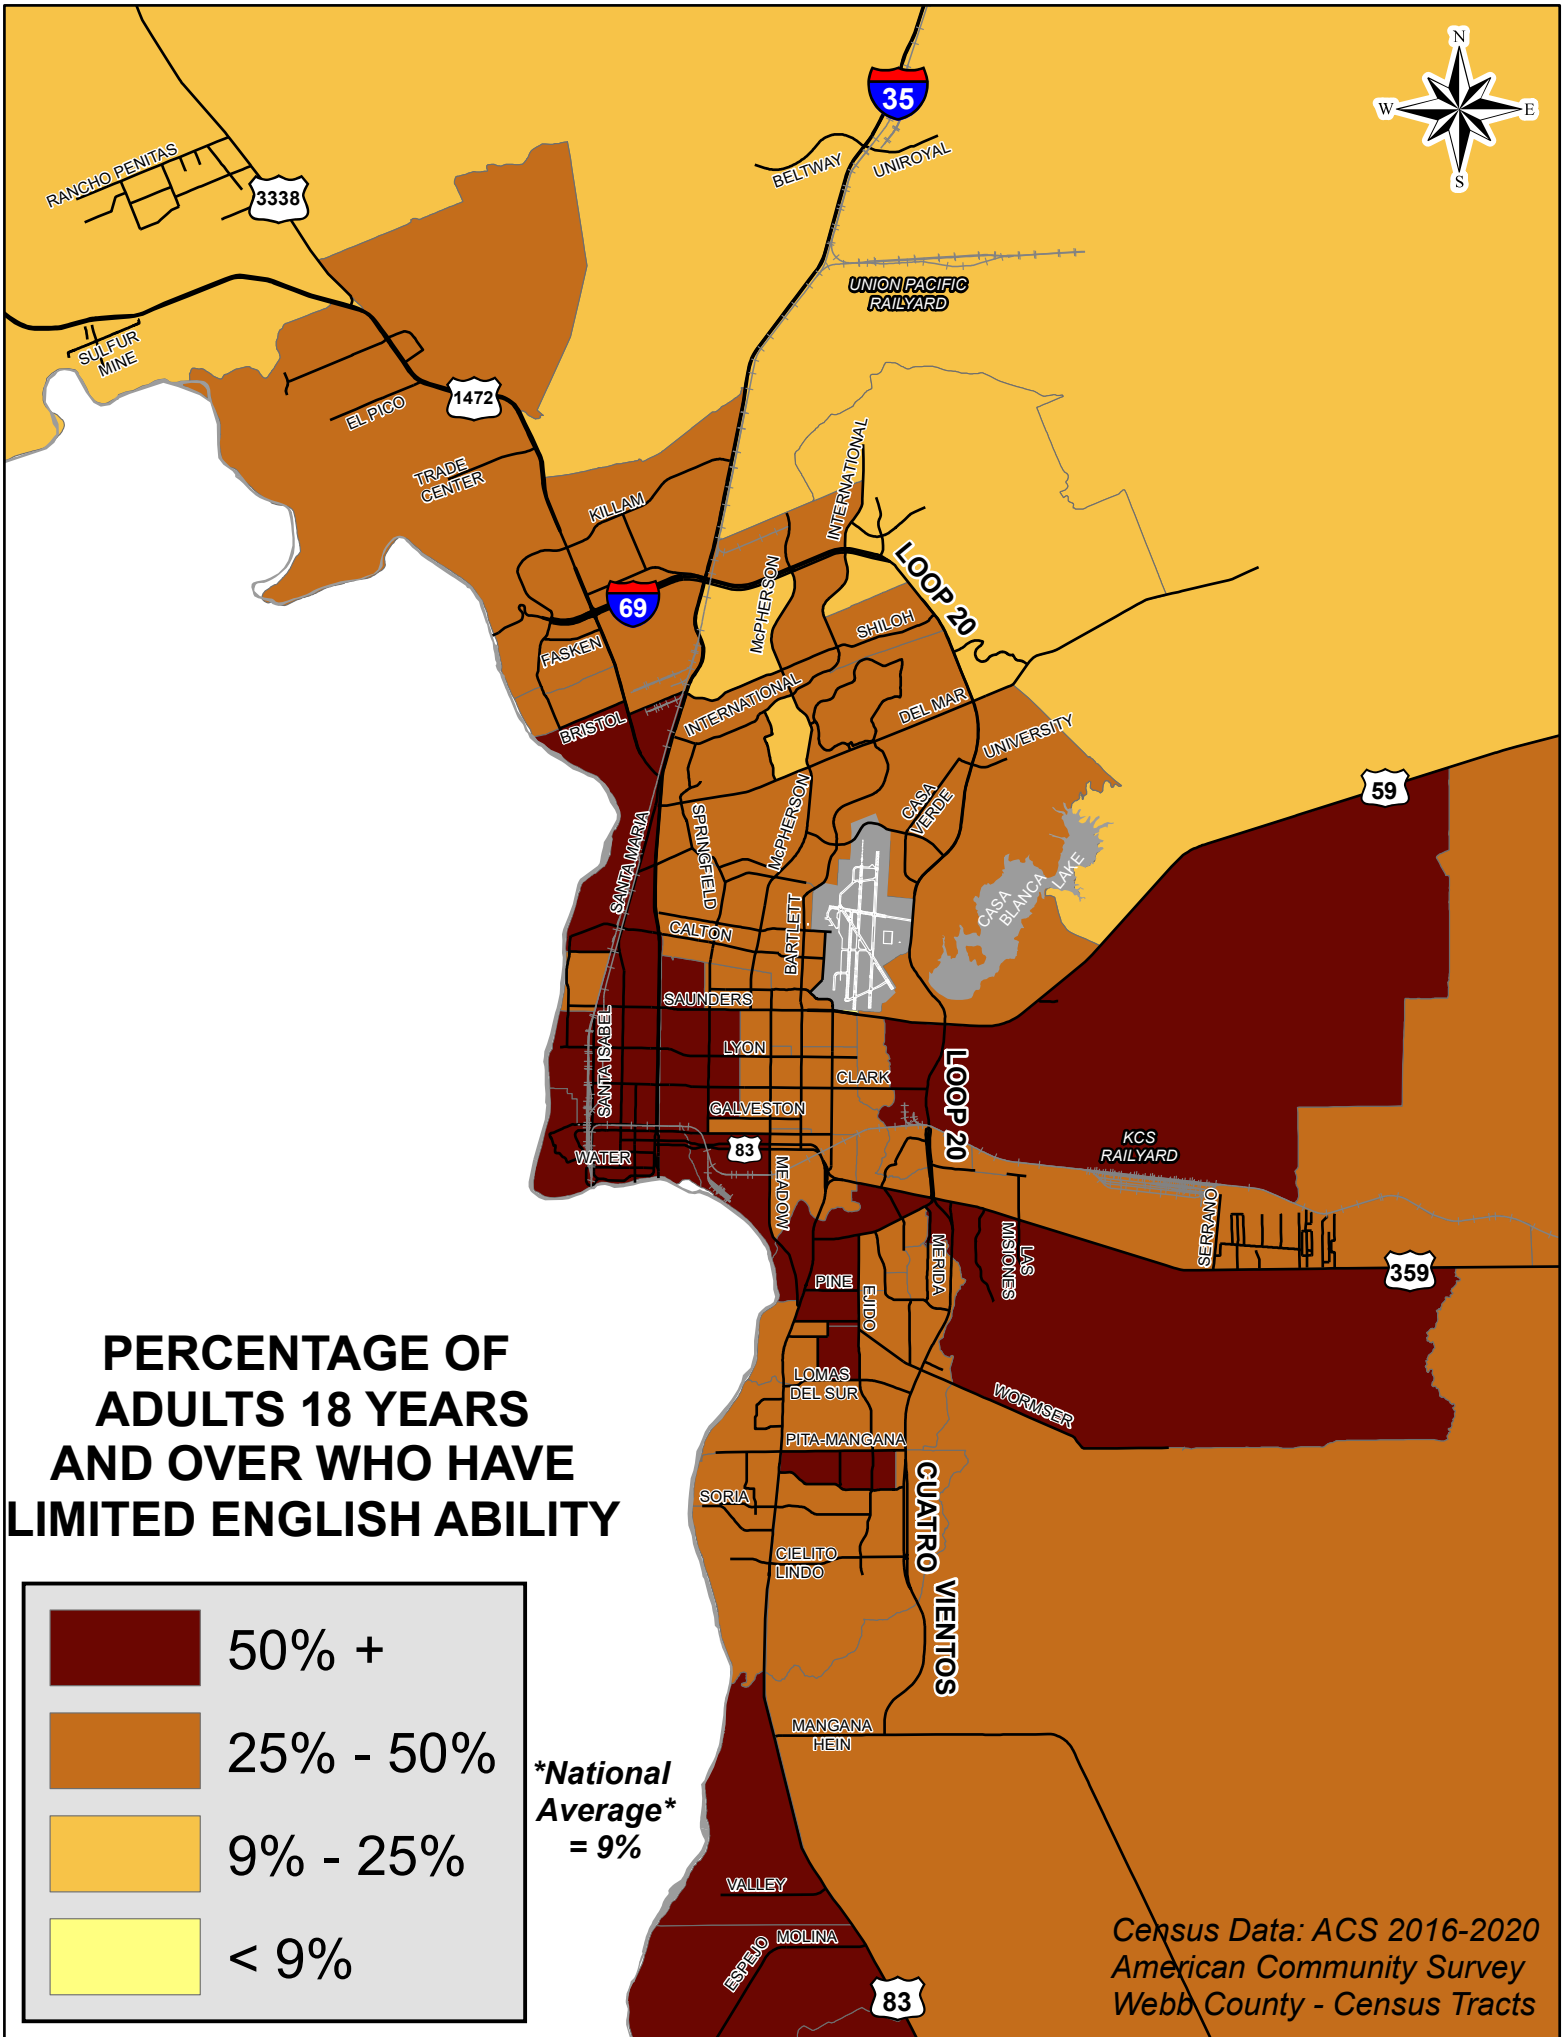 N
W
E
S
35
BELTWAY
UNIROYAL
RANCHO PENITAS
3338
UNION PACIFIC
RAILYARD
SULFUR
MINE
1472
EL PICO
TRADE
CENTER
INTERNATIONAL
KILLAM
LOOP 20
McPHERSON
69
SHILOH
FASKEN
INTERNATIONAL
DEL MAR
BRISTOL
UNIVERSITY
59
CASA
VERDE
McPHERSON
SPRINGFIELD
SANTA MARIA
CASA
BLANCA
LAKE
CALTON
BARTLETT
SAUNDERS
SANTA ISABEL
LYON
CLARK
LOOP 20
GALVESTON
KCS
RAILYARD
83
WATER
MEADOW
SERRANO
MERIDA
LAS
MISIONES
359
PINE
EJIDO
LOMAS
DEL SUR
WORMSER
PITA-MANGANA
SORIA
CUATRO
VIENTOS
CIELITO
LINDO
MANGANA
HEIN
VALLEY
MOLINA
ESPEJO
83
PERCENTAGE OF
ADULTS 18 YEARS
AND OVER WHO HAVE
LIMITED ENGLISH ABILITY
50% +
25% - 50%
9% - 25%
< 9%
*National
Average*
= 9%
Census Data: ACS 2016-2020
American Community Survey
Webb County - Census Tracts